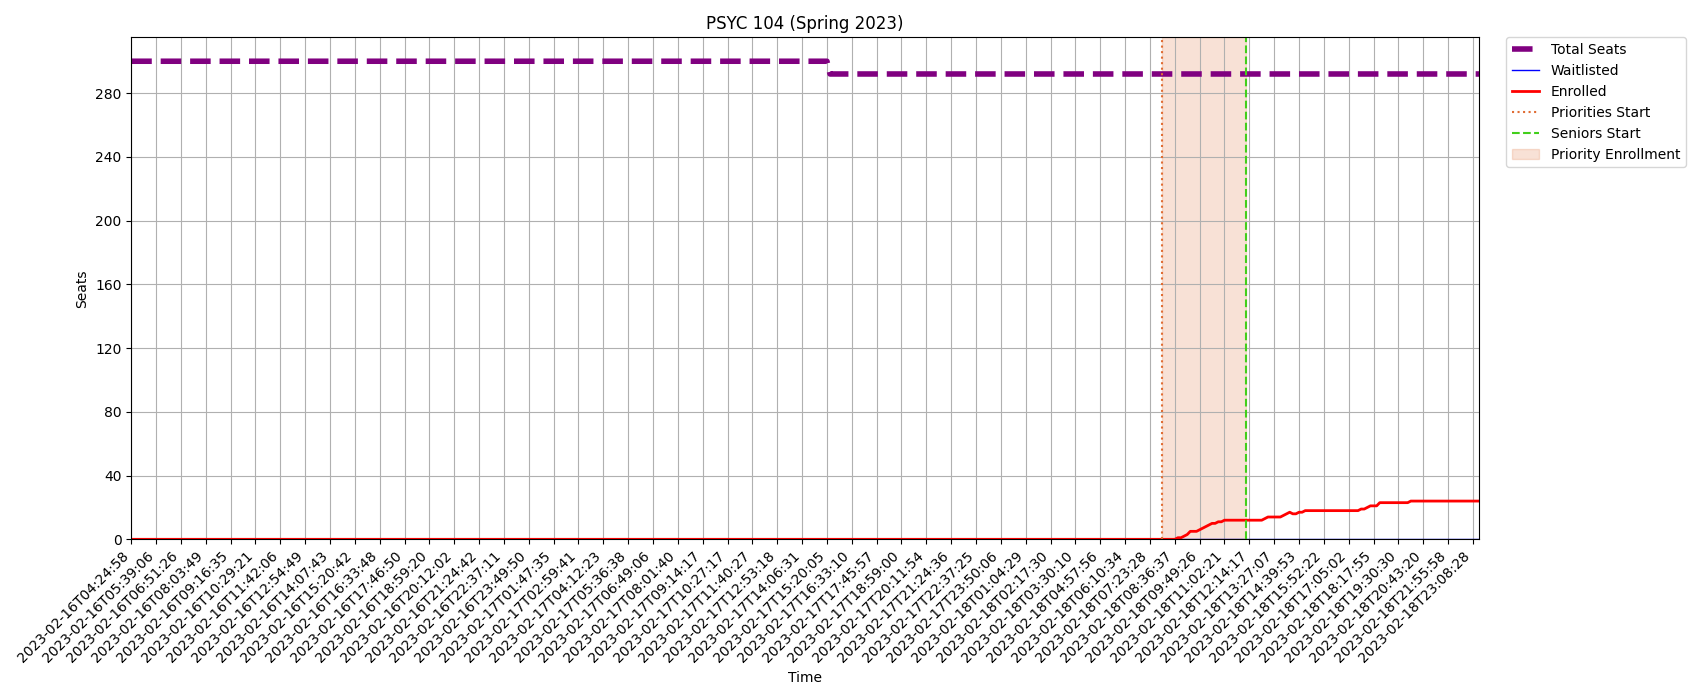 PSYC 104 (Spring 2023)
Total Seats
Waitlisted
Enrolled
Priorities Start
Seniors Start
Priority Enrollment
Seats
280
240
200
160
120
80
40
0
2023-02-16T04:24:58
2023-02-16T05:39:06
2023-02-16T06:51:26
2023-02-16T08:03:49
2023-02-16T09:16:35
2023-02-16T10:29:21
2023-02-16T11:42:06
2023-02-16T12:54:49
2023-02-16T14:07:43
2023-02-16T15:20:42
2023-02-16T16:33:48
2023-02-16T17:46:50
2023-02-16T18:59:20
2023-02-16T20:12:02
2023-02-16T21:24:42
2023-02-16T22:37:11
2023-02-16T23:49:50
2023-02-17T01:47:35
2023-02-17T02:59:41
2023-02-17T04:12:23
2023-02-17T05:36:38
2023-02-17T06:49:06
2023-02-17T08:01:40
2023-02-17T09:14:17
2023-02-17T10:27:17
2023-02-17T11:40:27
2023-02-17T12:53:18
2023-02-17T14:06:31
2023-02-17T15:20:05
2023-02-17T16:33:10
2023-02-17T17:45:57
2023-02-17T18:59:00
2023-02-17T20:11:54
2023-02-17T21:24:36
2023-02-17T22:37:25
2023-02-17T23:50:06
2023-02-18T01:04:29
2023-02-18T02:17:30
2023-02-18T03:30:10
2023-02-18T04:57:56
2023-02-18T06:10:34
2023-02-18T07:23:28
2023-02-18T08:36:37
2023-02-18T09:49:26
2023-02-18T11:02:21
2023-02-18T12:14:17
2023-02-18T13:27:07
2023-02-18T14:39:53
2023-02-18T15:52:22
2023-02-18T17:05:02
2023-02-18T18:17:55
2023-02-18T19:30:30
2023-02-18T20:43:20
2023-02-18T21:55:58
2023-02-18T23:08:28
Time